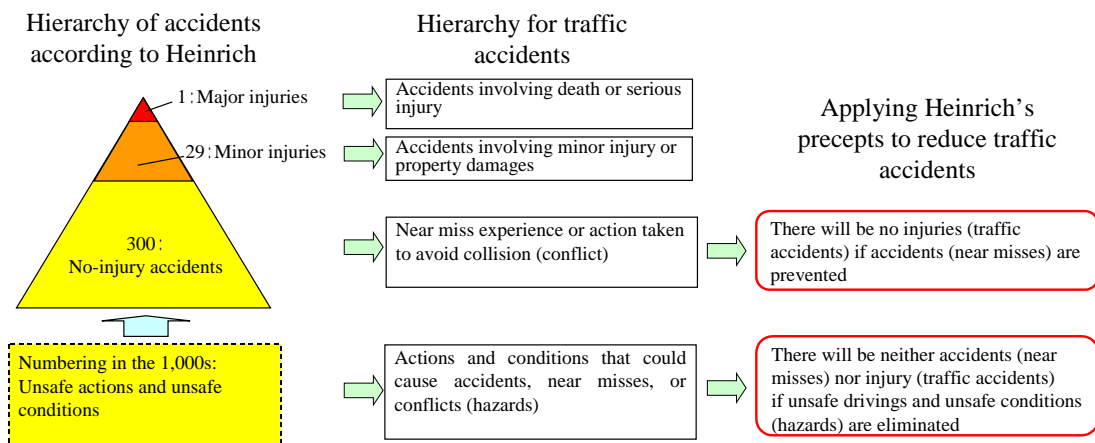 Hierarchy of accidents
according to Heinrich
1:Major injuries
29:Minor injuries
300:
No-injury accidents
Numbering in the 1,000s:
Unsafe actions and unsafe
conditions
Hierarchy for traffic
accidents
Accidents involving death or serious
injury
Accidents involving minor injury or
property damages
Near miss experience or action taken
to avoid collision (conflict)
Actions and conditions that could
cause accidents, near misses, or
conflicts (hazards)
Applying Heinrich’s
precepts to reduce traffic
accidents
There will be no injuries (traffic
accidents) if accidents (near misses) are
prevented
There will be neither accidents (near
misses) nor injury (traffic accidents)
if unsafe drivings and unsafe conditions
(hazards) are eliminated